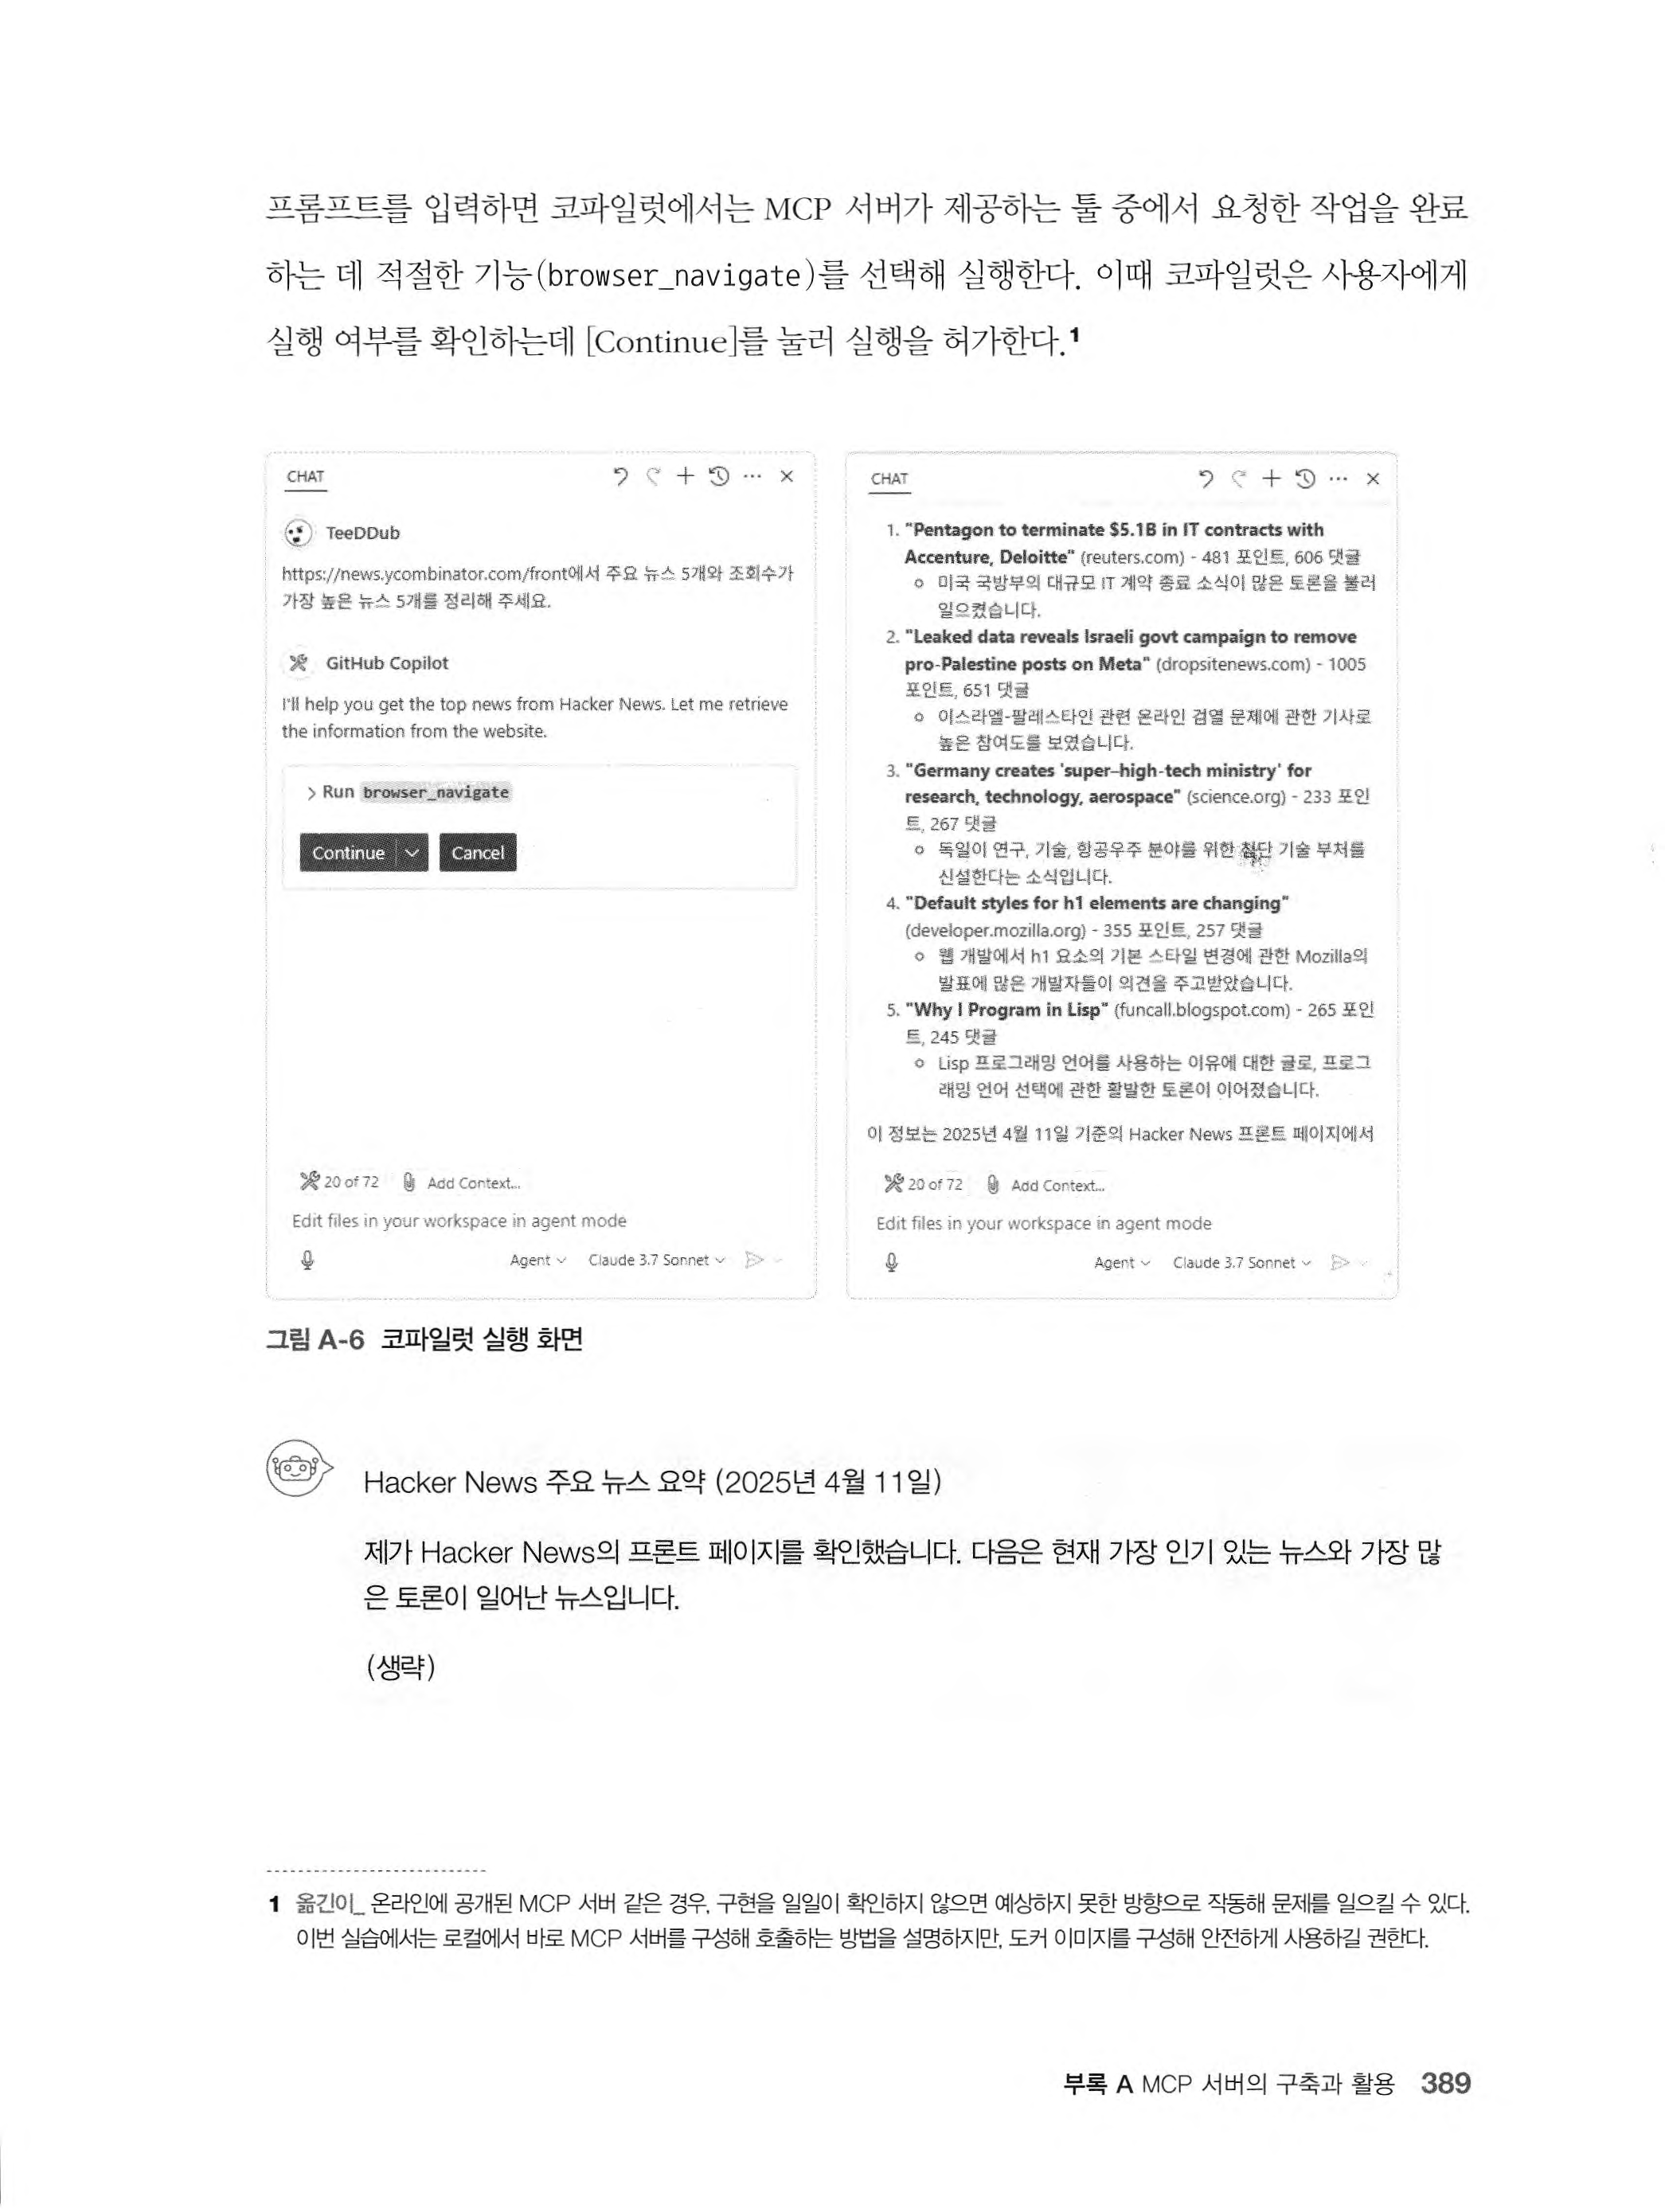 프롬프트를 입력하면 코파일럿에서는 MCP 서버가 제공하는 툴 중에서 요청한 작업을 완료
하는 데 적절한 기능(browser_navigate)를 선택해 실행한다. 이때 코파일럿은 사용자에게
실행 여부를 확인하는데 [Continue]를 눌러 실행을 허가한다.1
CHAT
TeeDDub
https://news.ycombinator.com/front에서 주요 뉴스 5개와 조회수가
가장 높은 뉴스 5개를 정리해 주세요.
GitHub Copilot
I'll help you get the top news from Hacker News. Let me retrieve
the information from the website.
> Run browser_navigate
Continue Cancel
20 of 72 Add Context...
Edit files in your workspace in agent mode
Agent Claude 3.7 Sonnet
CHAT
1. "Pentagon to terminate $5.1B in IT contracts with
Accenture, Deloitte" (reuters.com) - 481 포인트, 606 댓글
미국 국방부의 대규모 IT 계약 종료 소식이 많은 토론을 불러
일으켰습니다.
2. "Leaked data reveals Israeli govt campaign to remove
pro-Palestine posts on Meta" (dropsitenews.com) - 1005
포인트, 651 댓글
이스라엘-팔레스타인 관련 온라인 검열 문제에 관한 기사로
높은 참여도를 보였습니다.
3. "Germany creates 'super–high-tech ministry' for
research, technology, aerospace" (science.org) - 233 포인
트, 267 댓글
독일이 연구, 기술, 항공우주 분야를 위한 첨단 기술 부처를
신설한다는 소식입니다.
4. "Default styles for h1 elements are changing"
(developer.mozilla.org) - 355 포인트, 257 댓글
웹 개발에서 h1 요소의 기본 스타일 변경에 관한 Mozilla의
발표에 많은 개발자들이 의견을 주고받았습니다.
5. "Why I Program in Lisp" (funcall.blogspot.com) - 265 포인
트, 245 댓글
Lisp 프로그래밍 언어를 사용하는 이유에 대한 글로, 프로그
래밍 언어 선택에 관한 활발한 토론이 이어졌습니다.
이 정보는 2025년 4월 11일 기준의 Hacker News 프론트 페이지에서
20 of 72 Add Context...
Edit files in your workspace in agent mode
Agent Claude 3.7 Sonnet
그림 A-6 코파일럿 실행 화면
Hacker News 주요 뉴스 요약 (2025년 4월 11일)
제가 Hacker News의 프론트 페이지를 확인했습니다. 다음은 현재 가장 인기 있는 뉴스와 가장 많
은 토론이 일어난 뉴스입니다.
(생략)
1 옮긴이_ 온라인에 공개된 MCP 서버 같은 경우, 구현을 일일이 확인하지 않으면 예상하지 못한 방향으로 작동해 문제를 일으킬 수 있다.
이번 실습에서는 로컬에서 바로 MCP 서버를 구성해 호출하는 방법을 설명하지만, 도커 이미지를 구성해 안전하게 사용하길 권한다.
부록 A MCP 서버의 구축과 활용 389